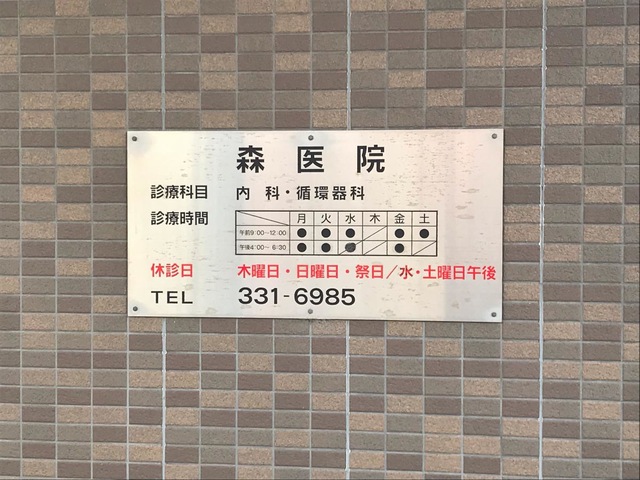 森医院
診療科目 内 科・循環器科
診療時間 月 火 水 木 金 土
午前9:00〜12:00 ● ● ● ／ ● ●
午後4:00〜 6:30 ● ● ● ／ ● ／
休診日 木曜日・日曜日・祭日／水・土曜日午後
TEL 331-6985